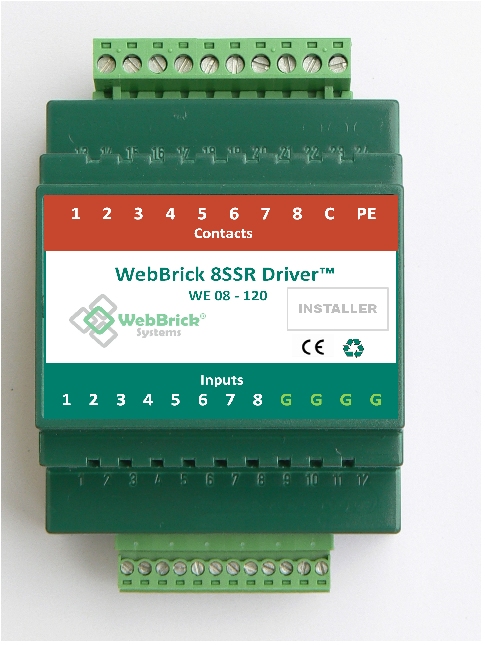 13 14 15 16 17 18 19 20 21 22 23 24
1 2 3 4 5 6 7 8 C PE
Contacts
WebBrick 8SSR Driver™
WE 08 - 120
INSTALLER
WebBrick®
Systems
CE
Inputs
1 2 3 4 5 6 7 8 G G G G
1 2 3 4 5 6 7 8 9 10 11 12